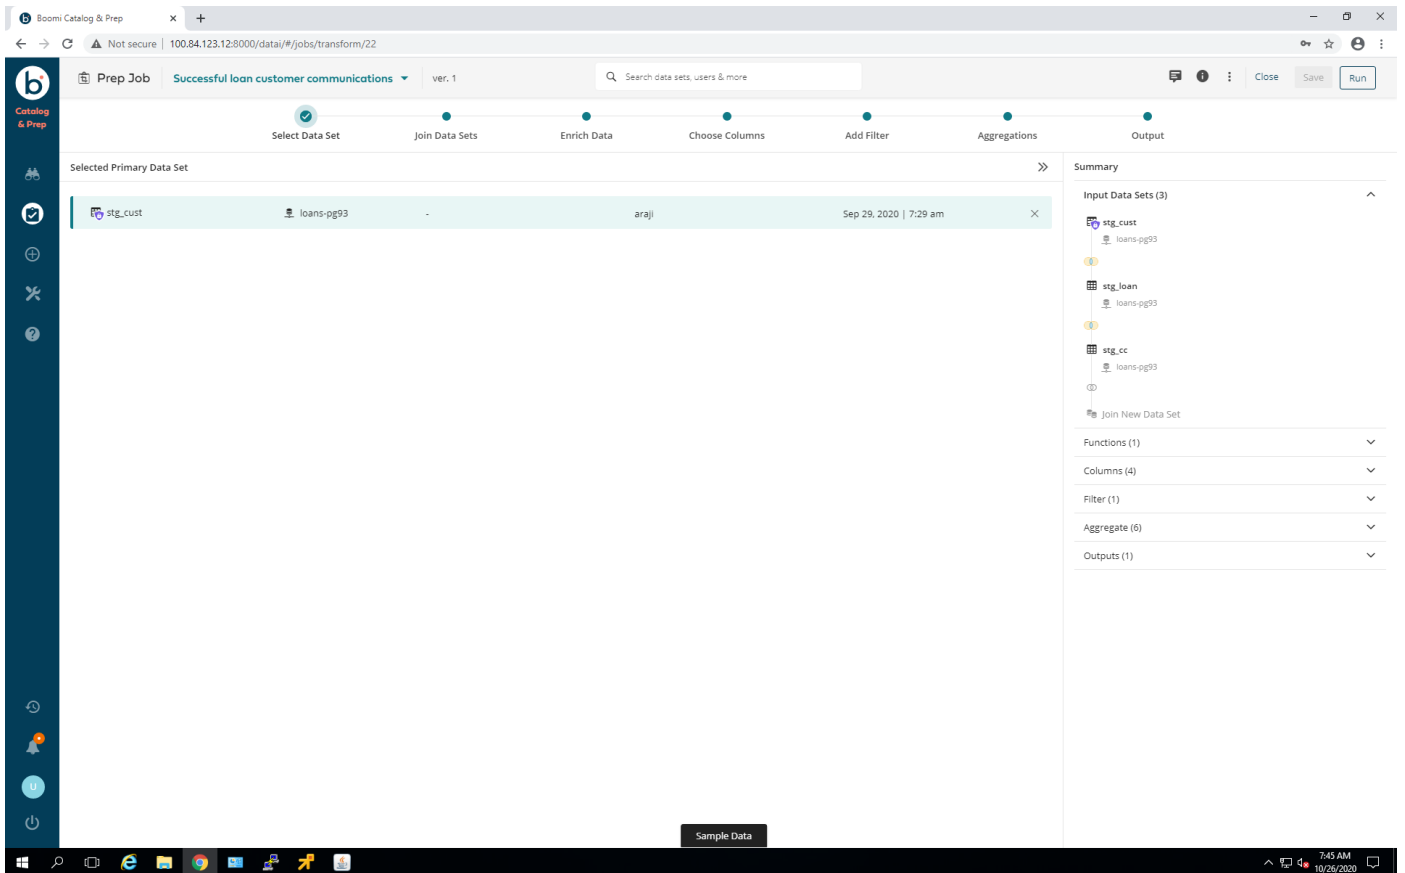 Boomi Catalog & Prep
Not secure | 100.84.123.12:8000/datai/#/jobs/transform/22
b
Catalog
& Prep
Prep Job
Successful loan customer communications
ver. 1
Search data sets, users & more
Close
Save
Run
Select Data Set
Join Data Sets
Enrich Data
Choose Columns
Add Filter
Aggregations
Output
Selected Primary Data Set
stg_cust
loans-pg93
-
araji
Sep 29, 2020 | 7:29 am
Summary
Input Data Sets (3)
stg_cust
loans-pg93
stg_loan
loans-pg93
stg_cc
loans-pg93
Join New Data Set
Functions (1)
Columns (4)
Filter (1)
Aggregate (6)
Outputs (1)
U
Sample Data
7:45 AM
10/26/2020